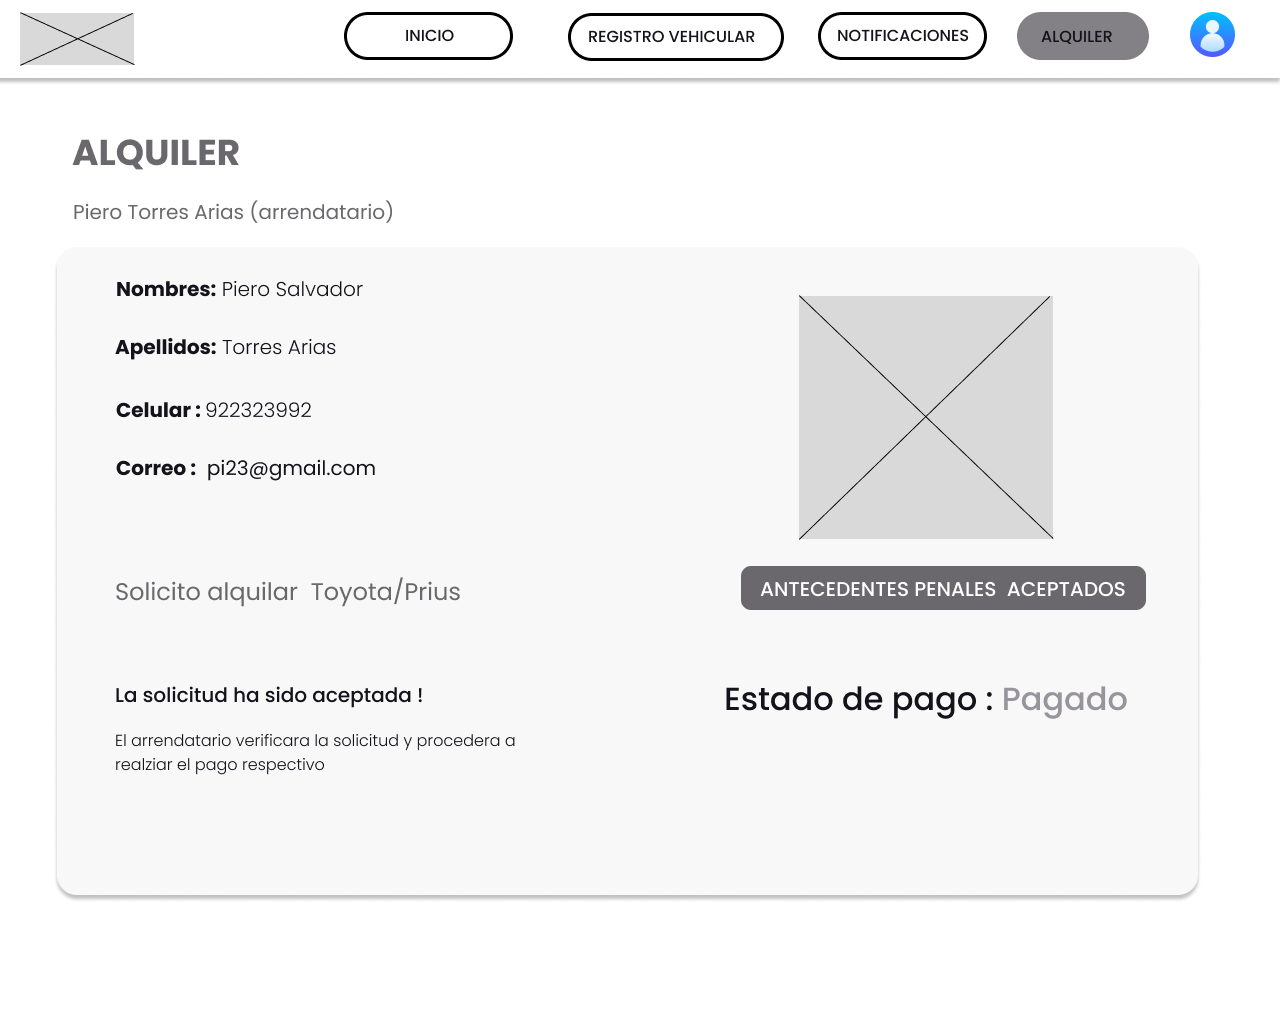 INICIO
REGISTRO VEHICULAR
NOTIFICACIONES
ALQUILER
ALQUILER
Piero Torres Arias (arrendatario)
Nombres: Piero Salvador
Apellidos: Torres Arias
Celular : 922323992
Correo : pi23@gmail.com
Solicito alquilar Toyota/Prius
ANTECEDENTES PENALES ACEPTADOS
La solicitud ha sido aceptada !
Estado de pago : Pagado
El arrendatario verificara la solicitud y procedera a
realziar el pago respectivo